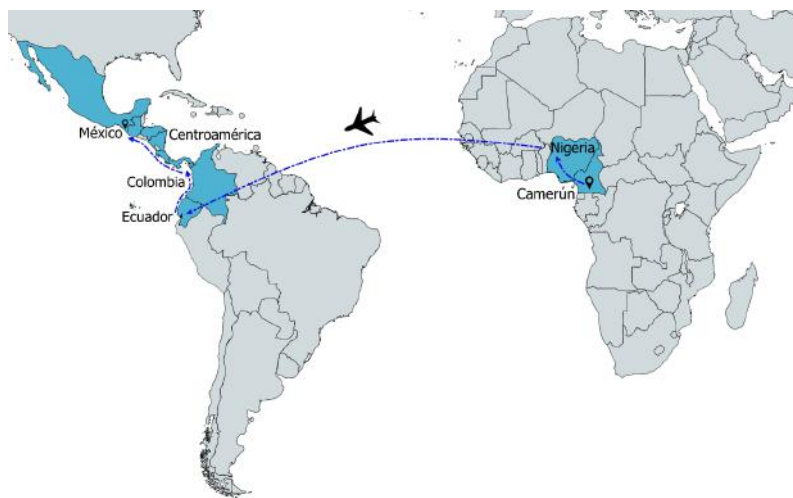 México
Centroamérica
Colombia
Ecuador
Nigeria
Camerún